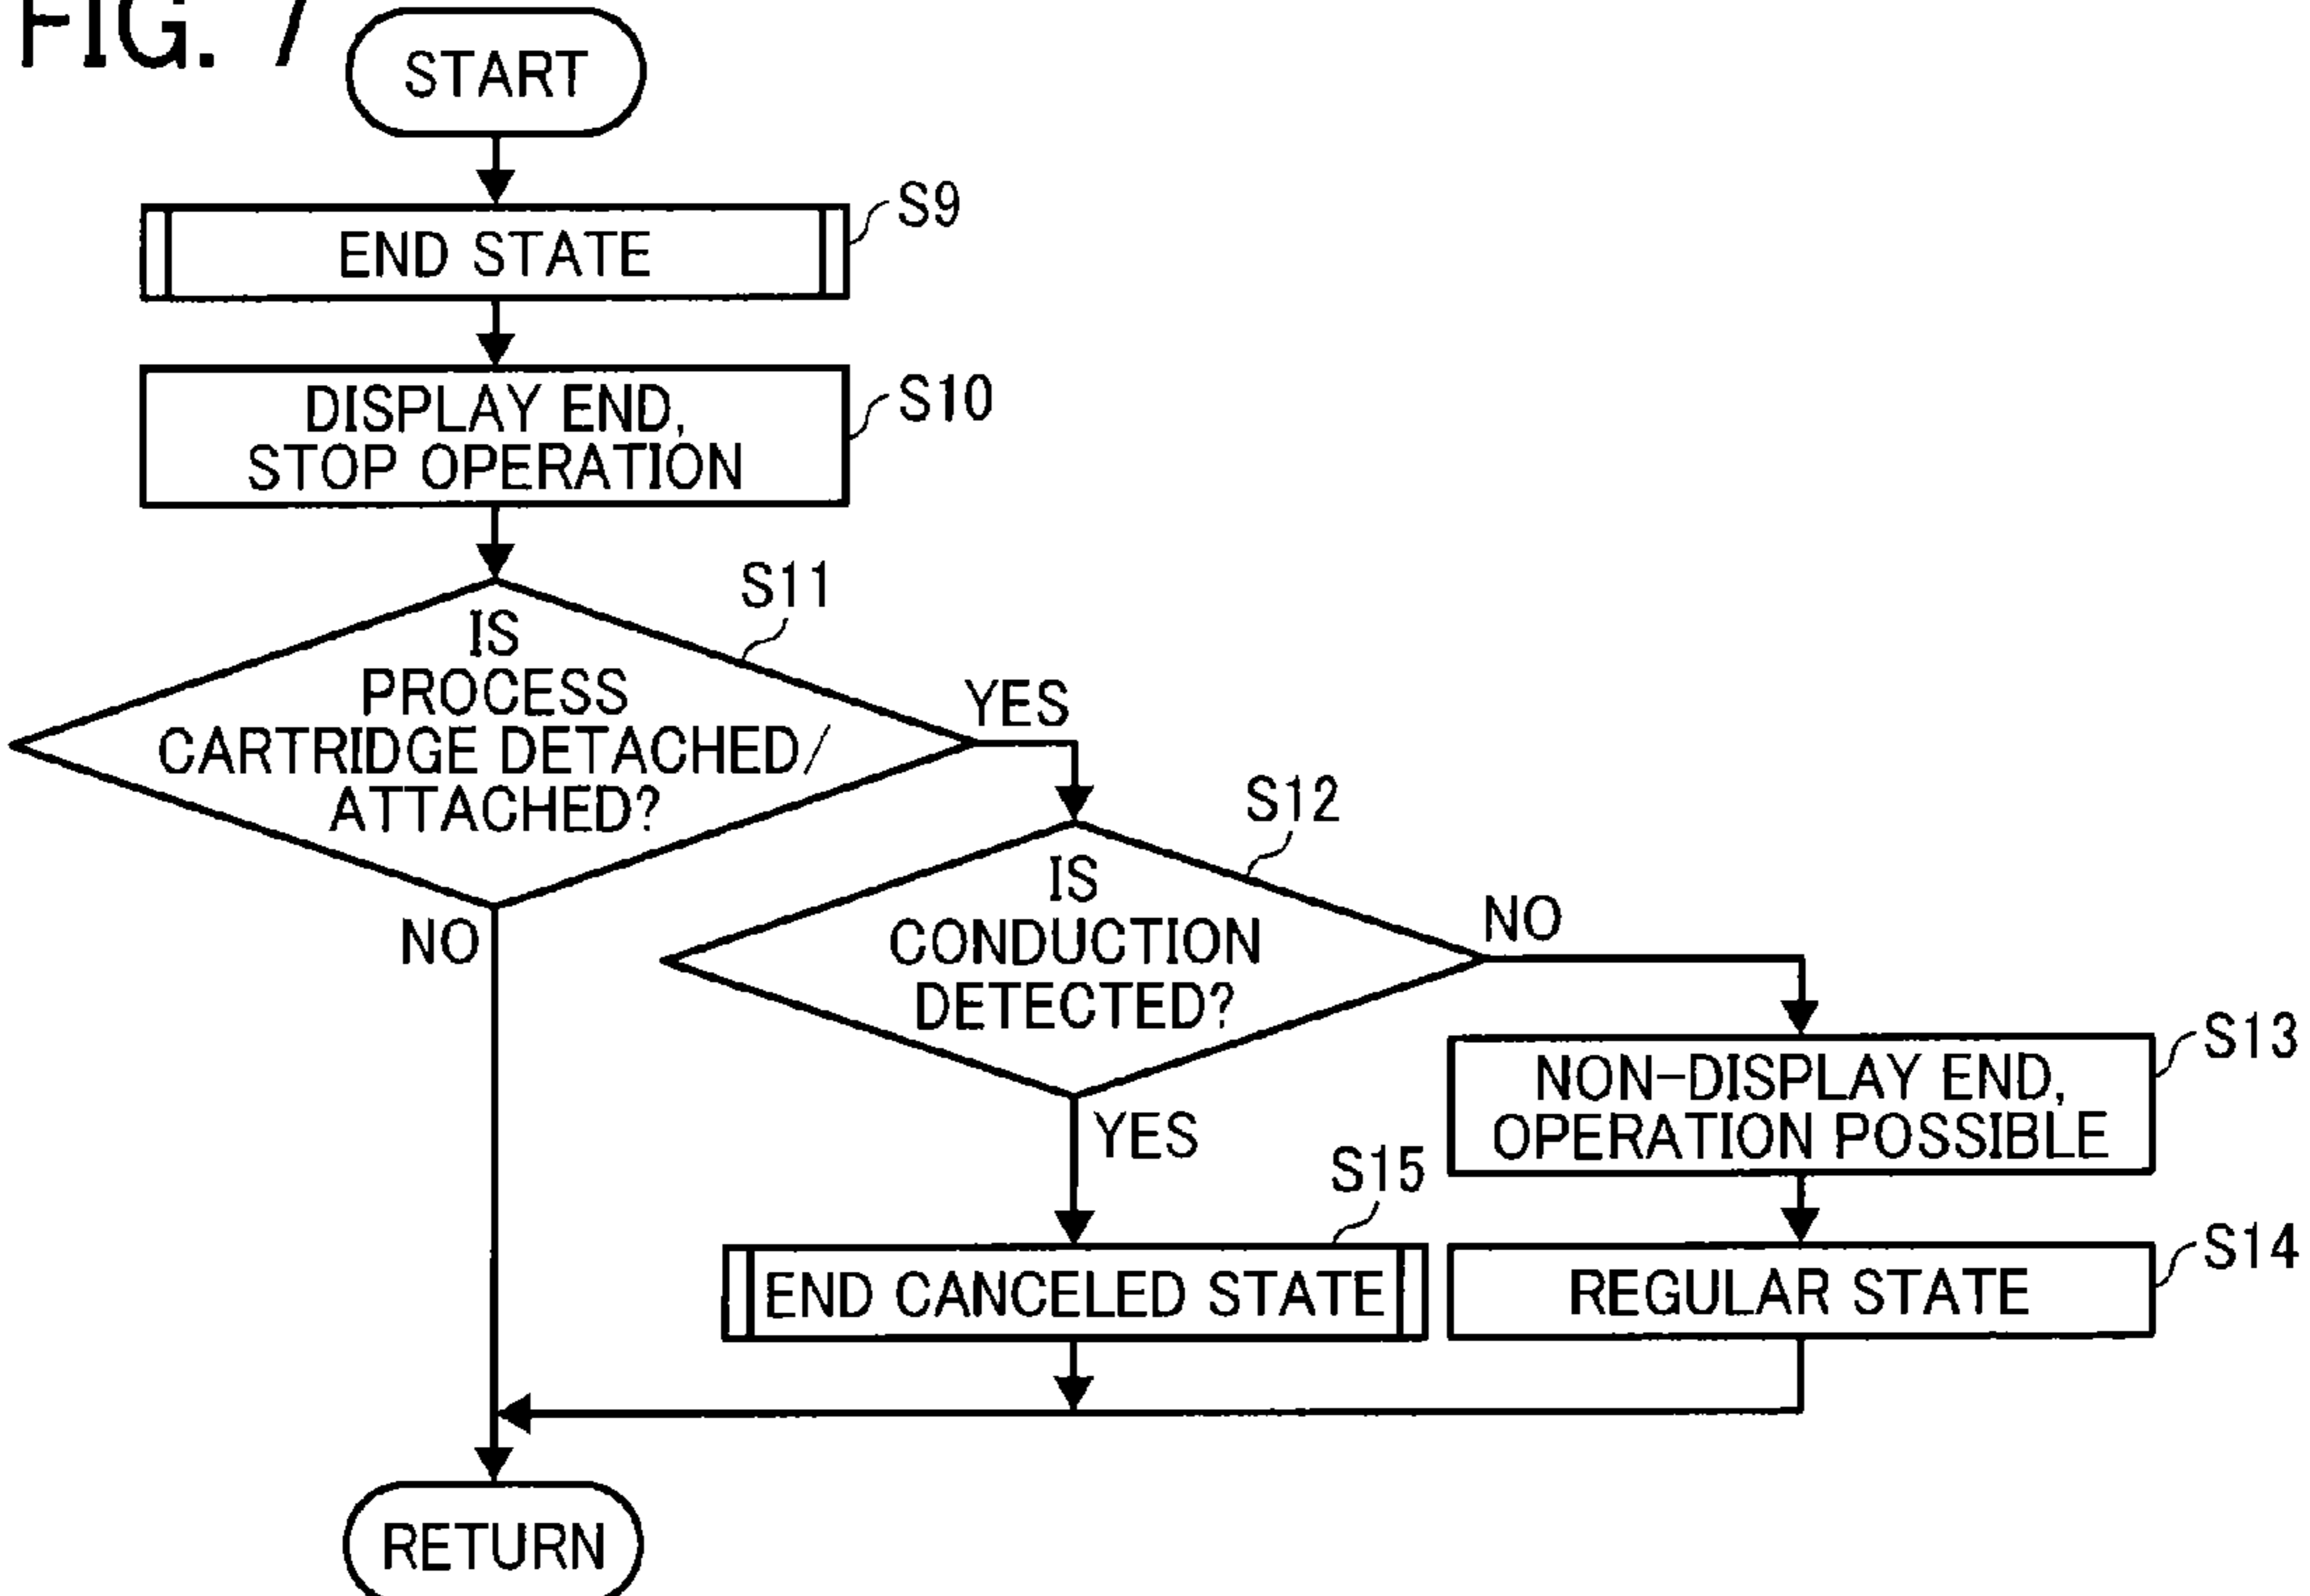 FIG. 7
START
END STATE
S9
DISPLAY END,
STOP OPERATION
S10
IS
PROCESS
CARTRIDGE DETACHED/
ATTACHED?
S11
YES
NO
IS
CONDUCTION
DETECTED?
S12
NO
YES
NON-DISPLAY END,
OPERATION POSSIBLE
S13
END CANCELED STATE
S15
REGULAR STATE
S14
RETURN